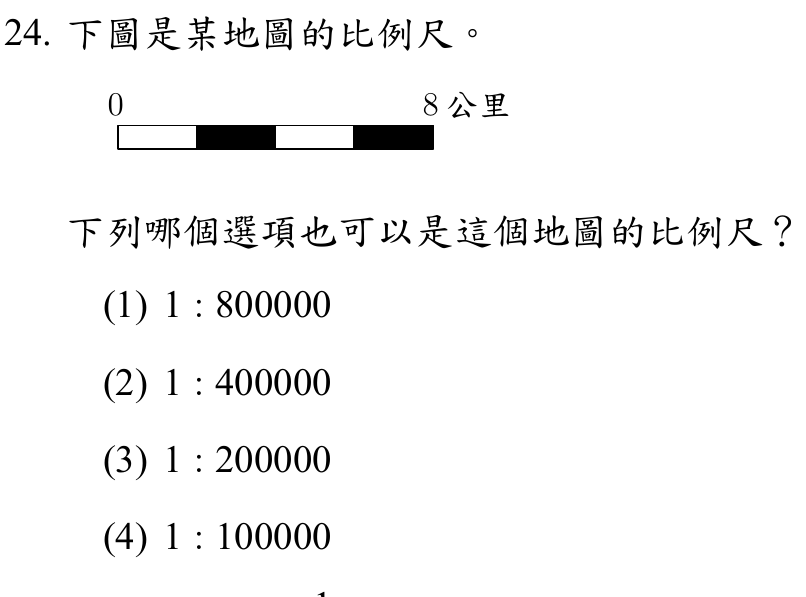 24. 下圖是某地圖的比例尺。
0 8 公里
下列哪個選項也可以是這個地圖的比例尺？
(1) 1 : 800000
(2) 1 : 400000
(3) 1 : 200000
(4) 1 : 100000